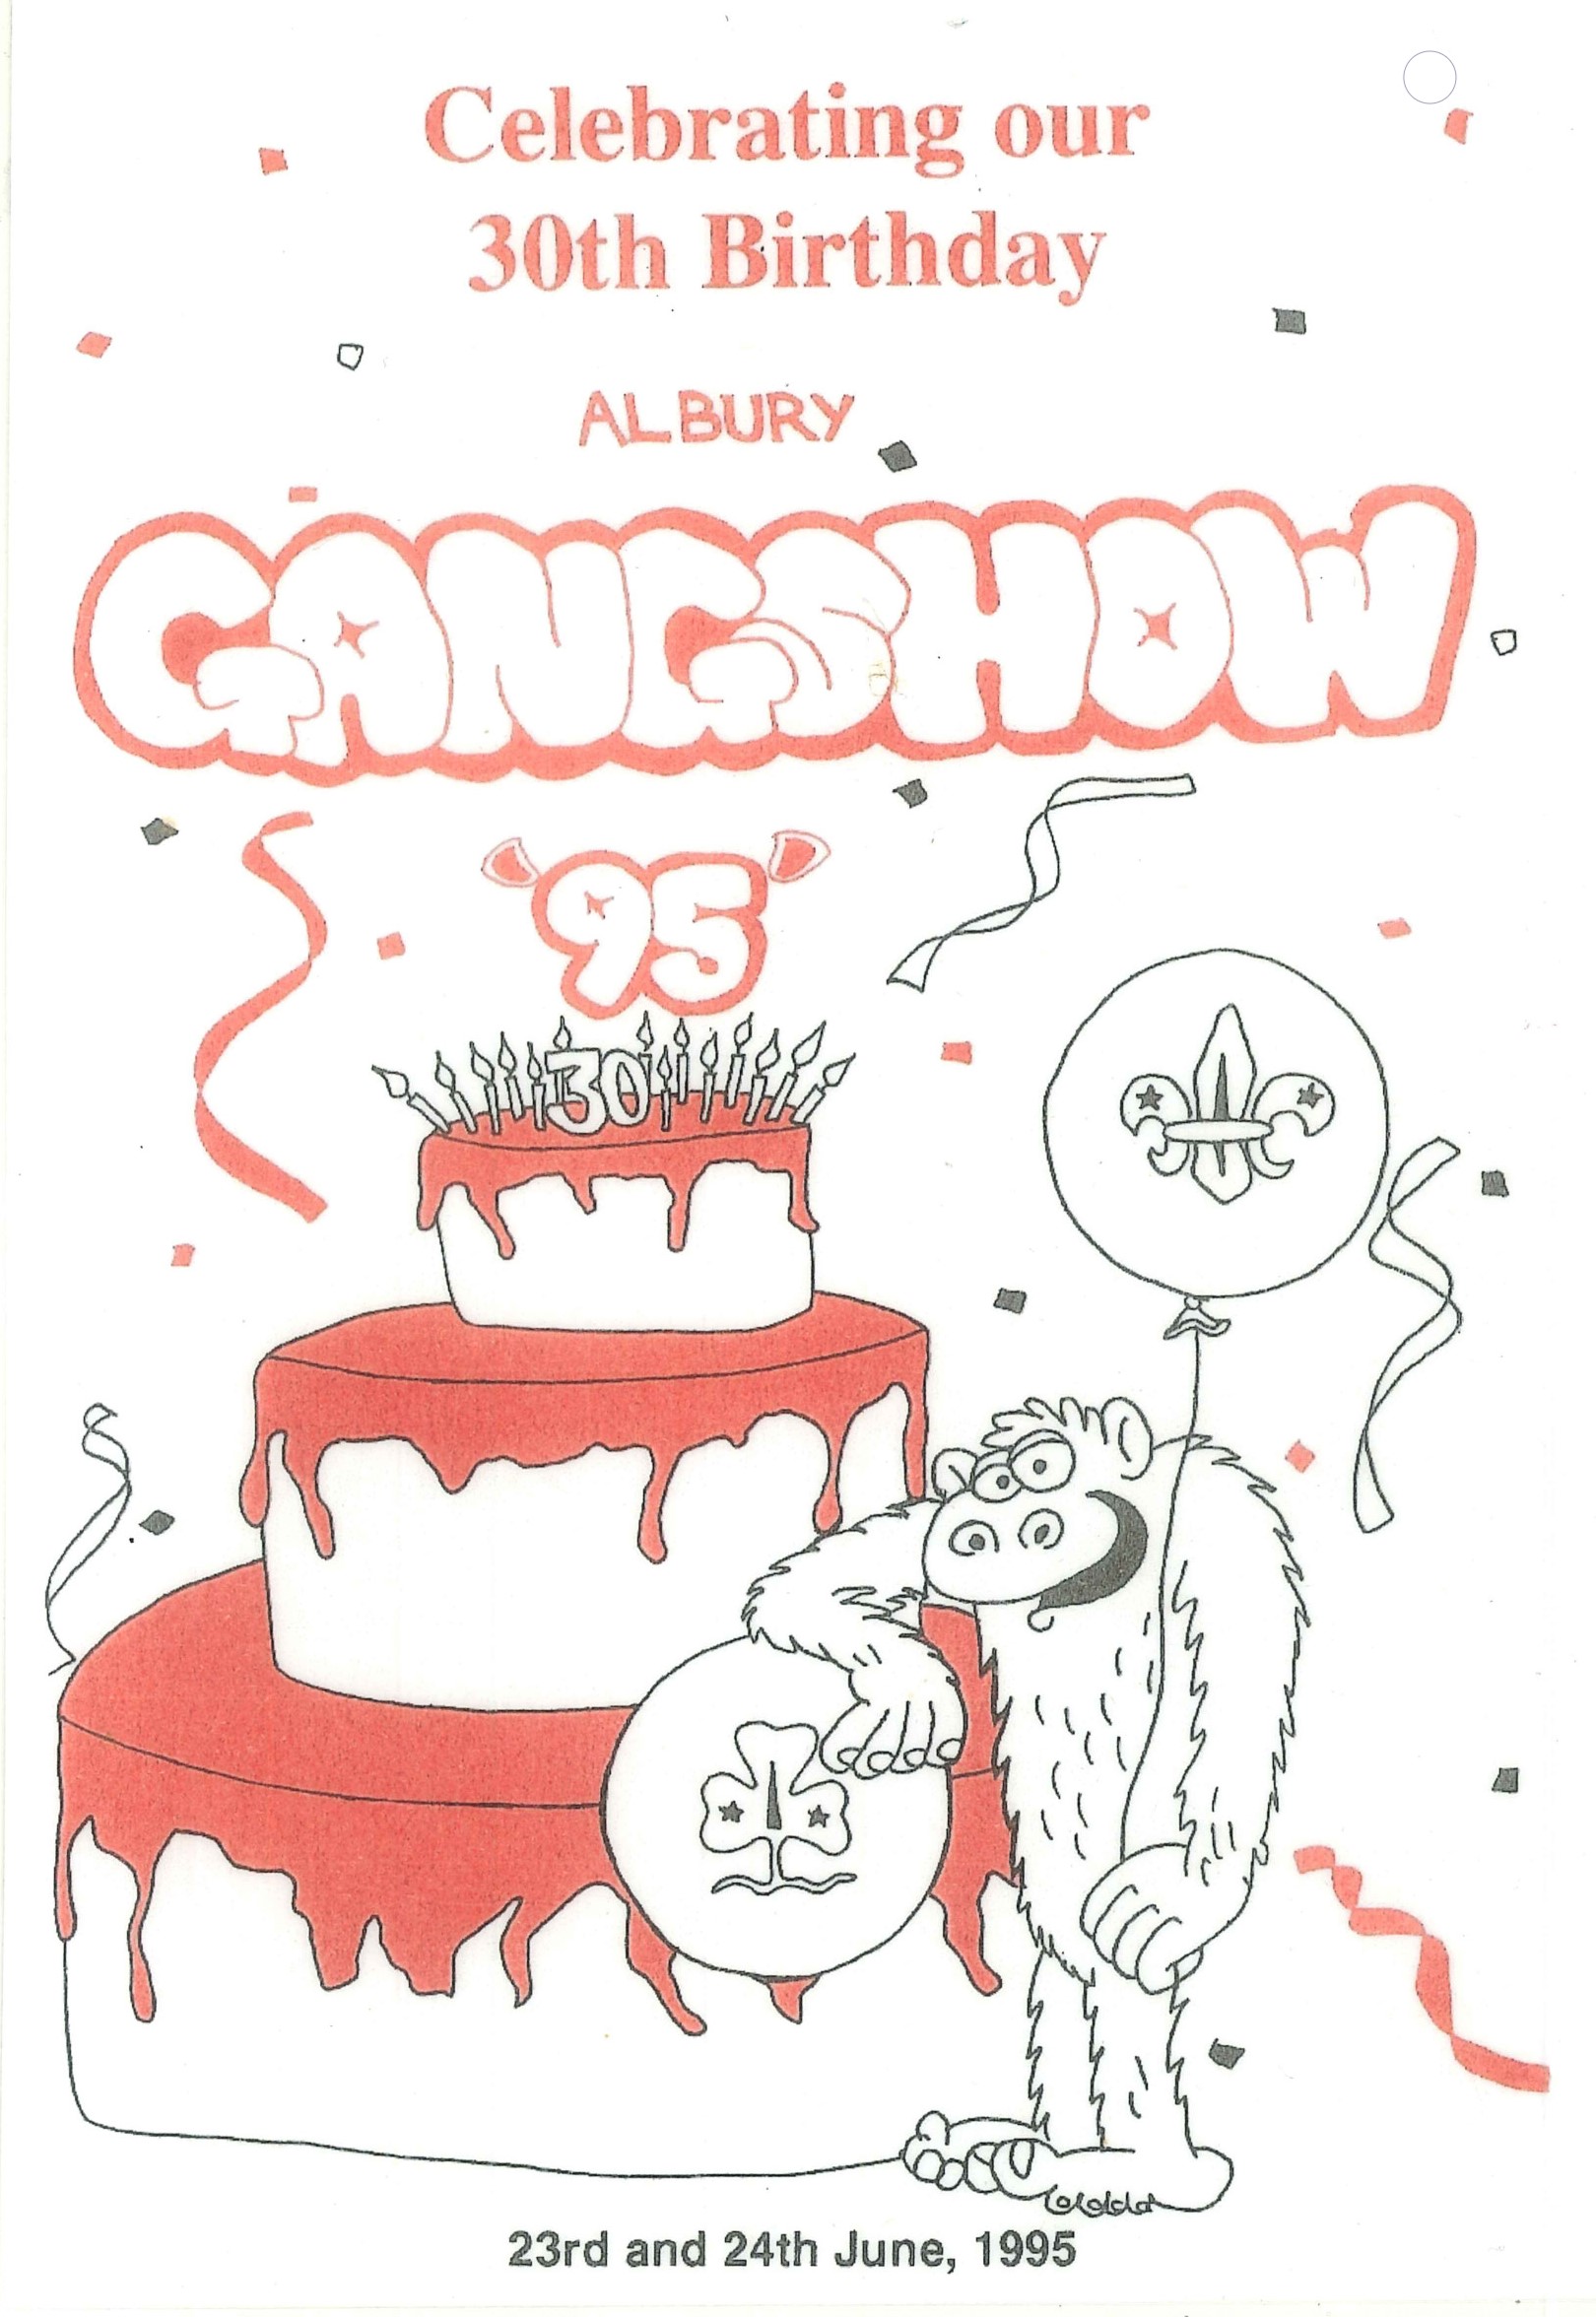 Celebrating our
30th Birthday
ALBURY
GANGSHOW
'95'
30
23rd and 24th June, 1995